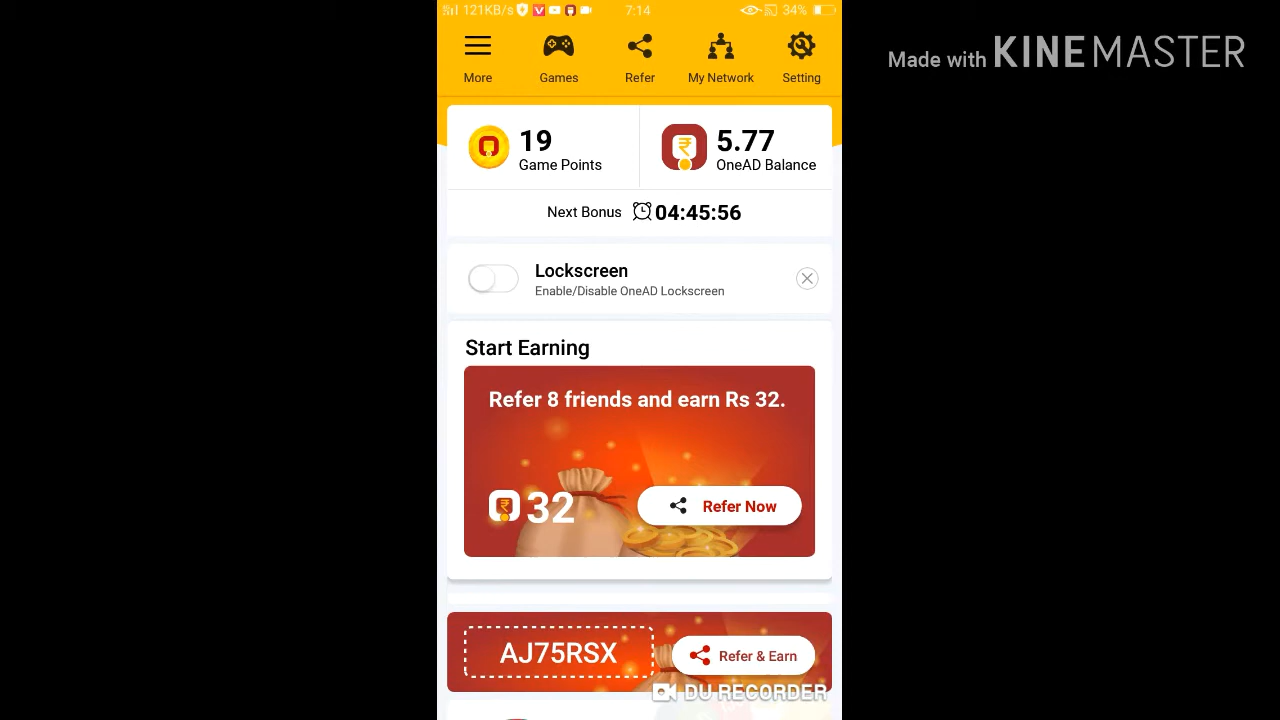 121KB/s 7:14 34%
Made with KINEMASTER
More Games Refer My Network Setting
19 5.77
Game Points OneAD Balance
Next Bonus 04:45:56
Lockscreen
Enable/Disable OneAD Lockscreen
Start Earning
Refer 8 friends and earn Rs 32.
32 Refer Now
AJ75RSX Refer & Earn
DU RECORDER